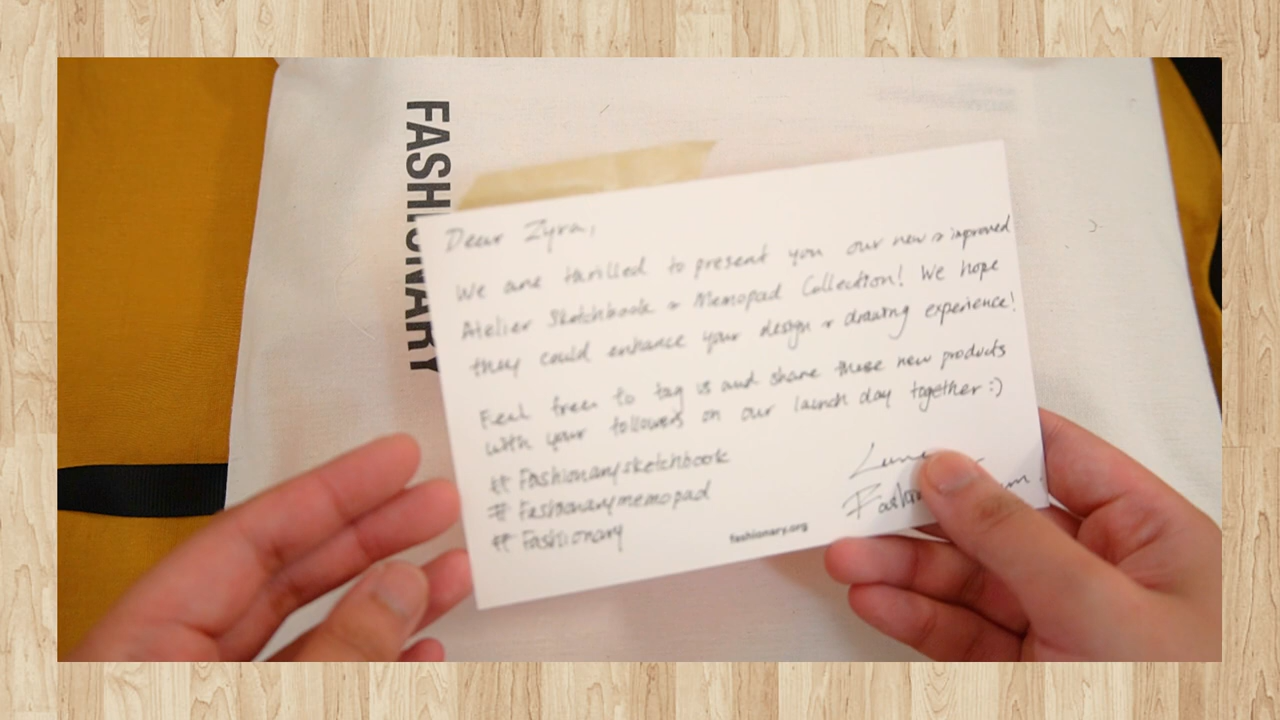 FASHIONARY
Dear Zyra,
We are thrilled to present you our new & improved
Atelier Sketchbook & Memopad Collection! We hope
they could enhance your design & drawing experience!
Feel free to tag us and share these new products
with your followers on our launch day together :)
# Fashionarysketchbook
# Fashionarymemopad
# Fashionary
fashionary.org